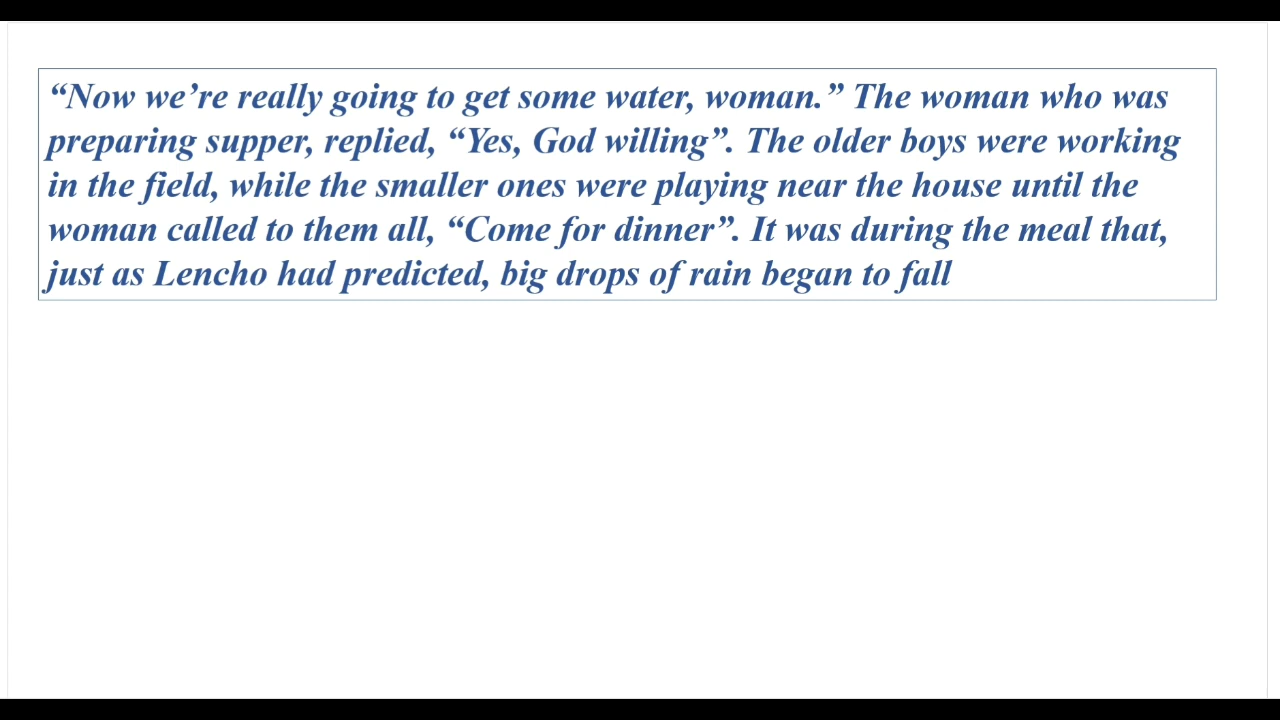 “Now we’re really going to get some water, woman.” The woman who was
preparing supper, replied, “Yes, God willing”. The older boys were working
in the field, while the smaller ones were playing near the house until the
woman called to them all, “Come for dinner”. It was during the meal that,
just as Lencho had predicted, big drops of rain began to fall